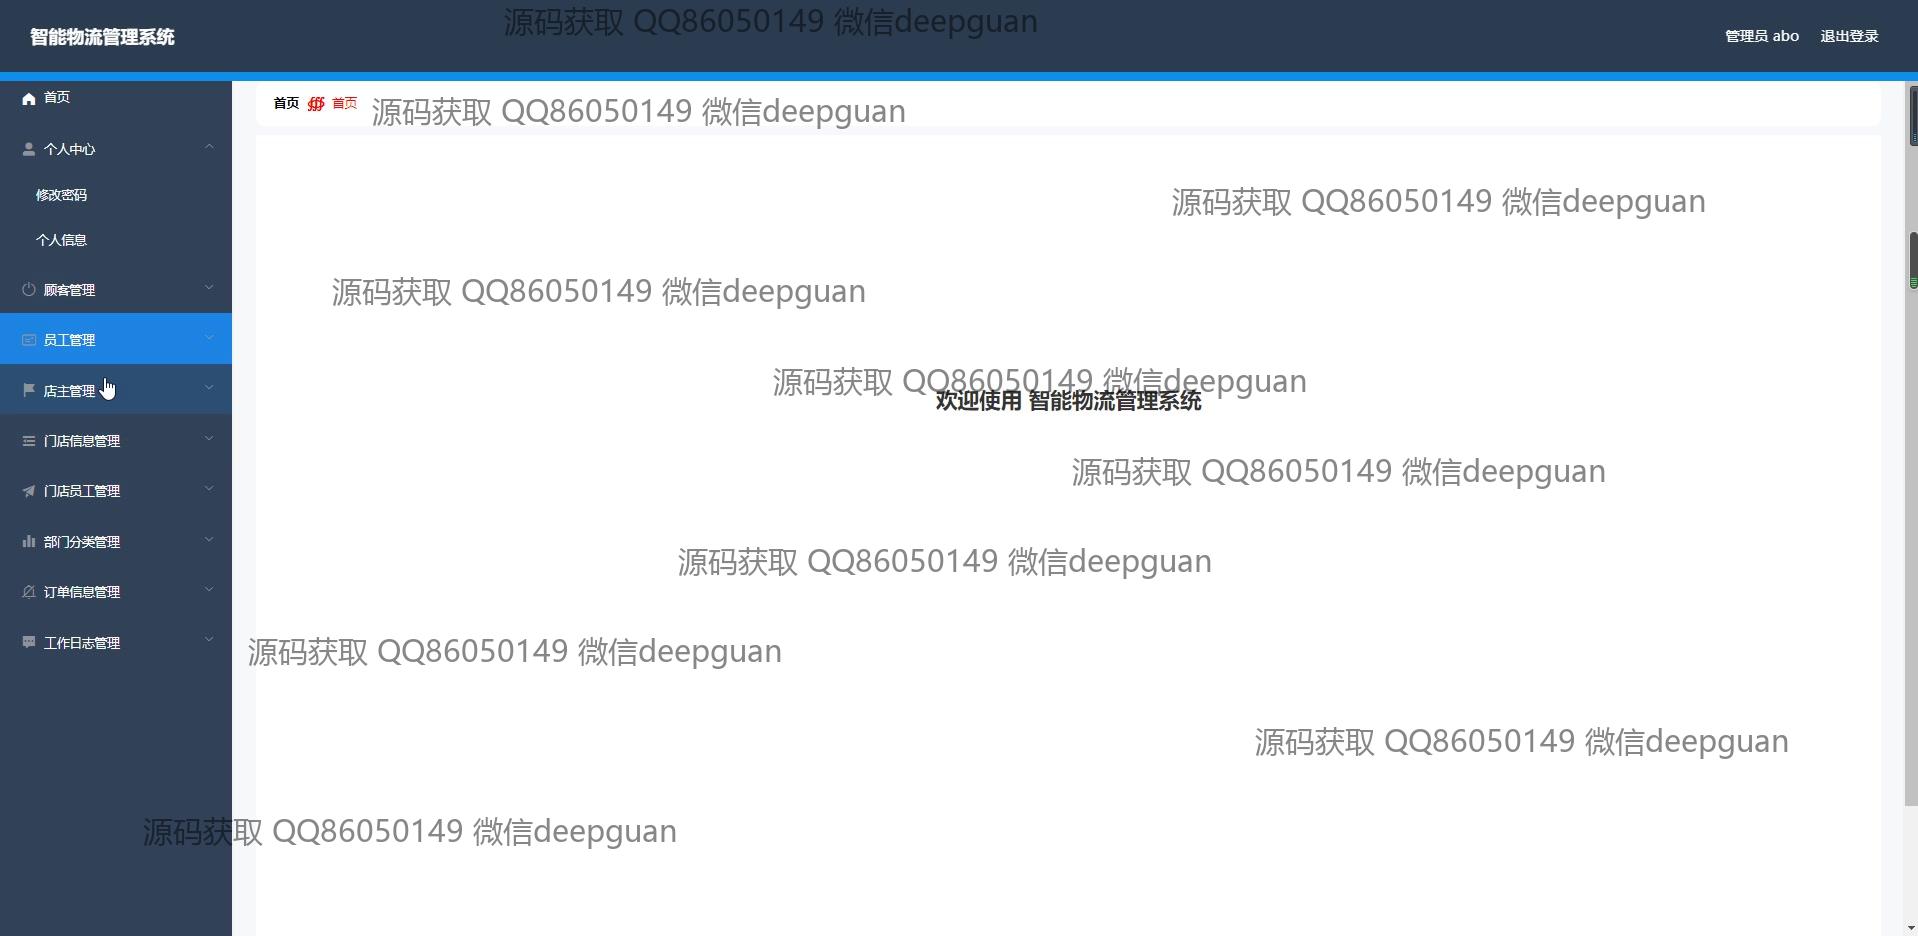 源码获取 QQ86050149 微信deepguan
智能物流管理系统
管理员 abo 退出登录
首页
首页 首页
源码获取 QQ86050149 微信deepguan
个人中心
修改密码
源码获取 QQ86050149 微信deepguan
个人信息
顾客管理
源码获取 QQ86050149 微信deepguan
员工管理
店主管理
源码获取 QQ86050149 微信deepguan
欢迎使用 智能物流管理系统
门店信息管理
源码获取 QQ86050149 微信deepguan
门店员工管理
部门分类管理
源码获取 QQ86050149 微信deepguan
订单信息管理
工作日志管理
源码获取 QQ86050149 微信deepguan
源码获取 QQ86050149 微信deepguan
源码获取 QQ86050149 微信deepguan